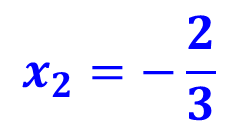 x₂ = −2/3